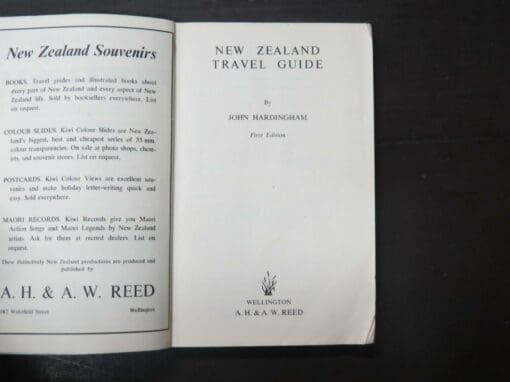 New Zealand Souvenirs
BOOKS. Travel guides and illustrated books about
every part of New Zealand and every aspect of New
Zealand life. Sold by booksellers everywhere. List
on request.
COLOUR SLIDES. Kiwi Colour Slides are New Zea-
land's biggest, best and cheapest series of 35 mm.
colour transparencies. On sale at photo shops, chem-
ists, and souvenir stores. List on request.
POSTCARDS. Kiwi Colour Views are excellent sou-
venirs and make holiday letter-writing quick and
easy. Sold everywhere.
MAORI RECORDS. Kiwi Records give you Maori
Action Songs and Maori Legends by New Zealand
artists. Ask for them at record dealers. List on
request.
These distinctively New Zealand productions are produced and
published by
A. H. & A. W. REED
182 Wakefield Street Wellington
NEW ZEALAND
TRAVEL GUIDE
By
JOHN HARDINGHAM
First Edition
WELLINGTON
A. H. & A. W. REED